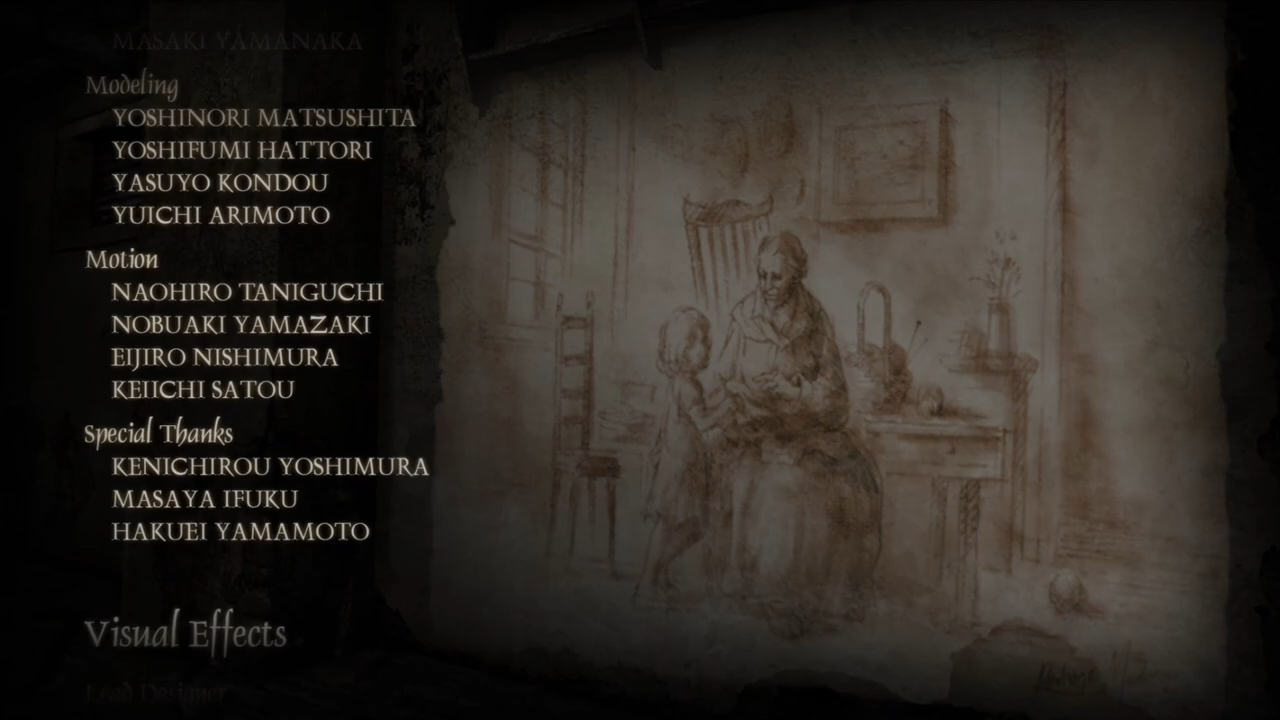 MASAKI YAMANAKA
Modeling
YOSHINORI MATSUSHITA
YOSHIFUMI HATTORI
YASUYO KONDOU
YUICHI ARIMOTO
Motion
NAOHIRO TANIGUCHI
NOBUAKI YAMAZAKI
EIJIRO NISHIMURA
KEIICHI SATOU
Special Thanks
KENICHIROU YOSHIMURA
MASAYA IFUKU
HAKUEI YAMAMOTO
Visual Effects
Lead Designer